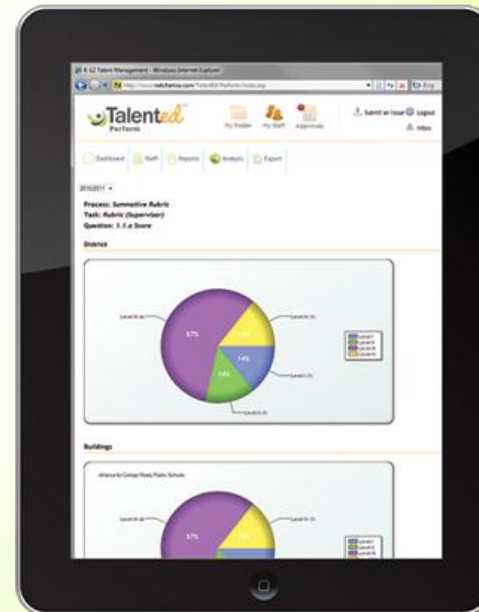 K-12 Talent Management - Windows Internet Explorer
Talented
Perform
My Folder
My Staff
Approvals
Submit an Issue
Logout
Inbox
Dashboard
Staff
Reports
Analysis
Export
2010/2011
Process: Summative Rubric
Task: Rubric (Supervisor)
Question: 1.1.a Score
District
57%
14%
14%
Buildings
Alliance for College-Ready Public Schools
57%